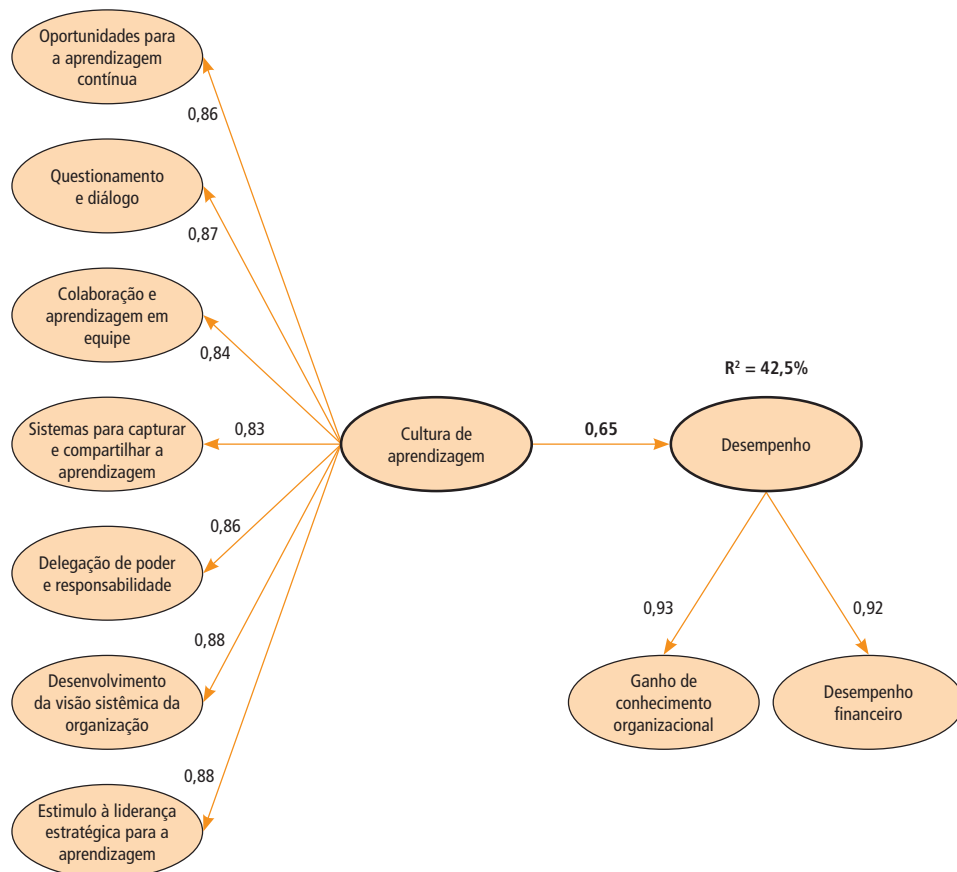 Oportunidades para
a aprendizagem
contínua
0,86
Questionamento
e diálogo
0,87
Colaboração e
aprendizagem em
equipe
0,84
Sistemas para capturar
e compartilhar a
aprendizagem
0,83
Delegação de poder
e responsabilidade
0,86
Desenvolvimento
da visão sistêmica da
organização
0,88
Estimulo à liderança
estratégica para a
aprendizagem
0,88
Cultura de
aprendizagem
0,65
R² = 42,5%
Desempenho
0,93
0,92
Ganho de
conhecimento
organizacional
Desempenho
financeiro